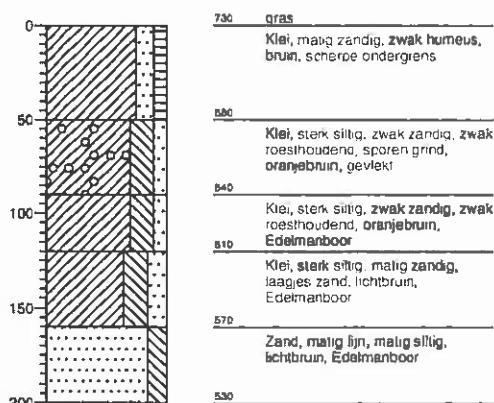 0
50
100
150
200
730 gras
Klei, matig zandig, zwak humeus,
bruin, scherpe ondergrens
680
Klei, sterk siltig, zwak zandig, zwak
roesthoudend, sporen grind,
oranjebruin, gevlekt
640
Klei, sterk siltig, zwak zandig, zwak
roesthoudend, oranjebruin,
Edelmanboor
610
Klei, sterk siltig, matig zandig,
laagjes zand, lichtbruin,
Edelmanboor
570
Zand, matig fijn, matig siltig,
lichtbruin, Edelmanboor
530